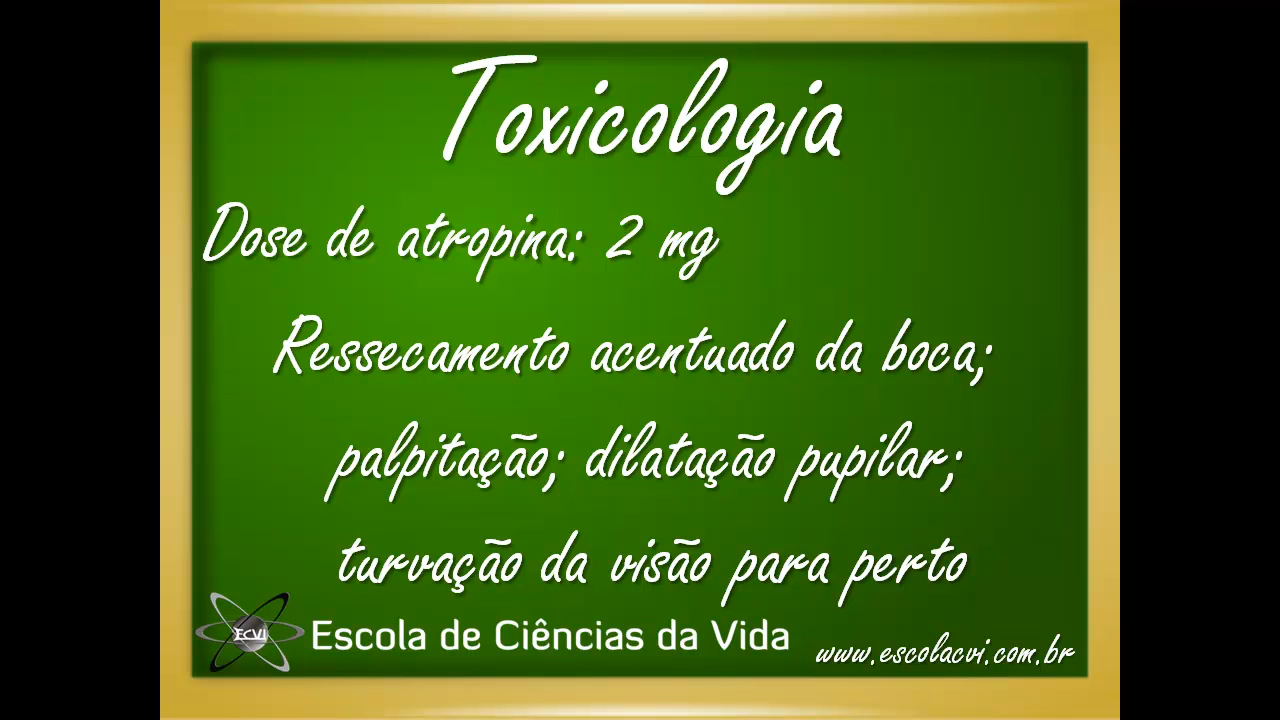 Toxicologia
Dose de atropina: 2 mg
Ressecamento acentuado da boca;
palpitação; dilatação pupilar;
turvação da visão para perto
ECVI Escola de Ciências da Vida
www.escolacvi.com.br